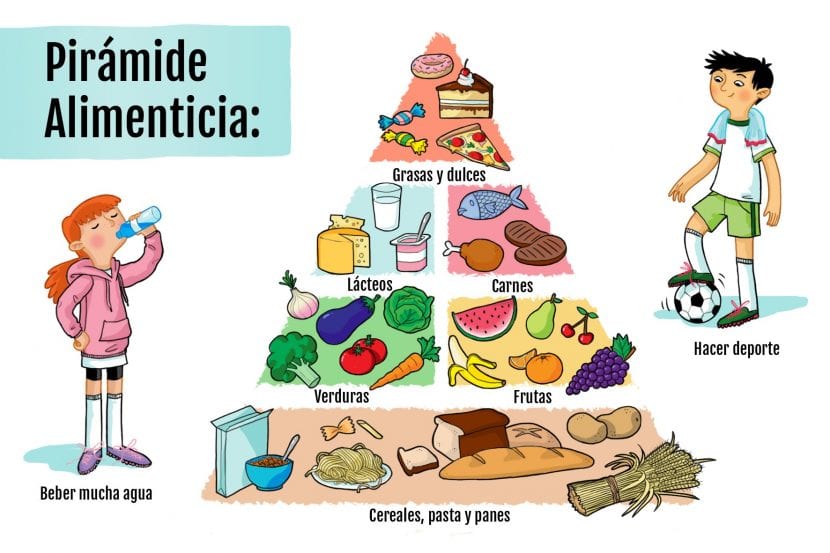 Pirámide
Alimenticia:
Grasas y dulces
Lácteos
Carnes
Verduras
Frutas
Cereales, pasta y panes
Beber mucha agua
Hacer deporte